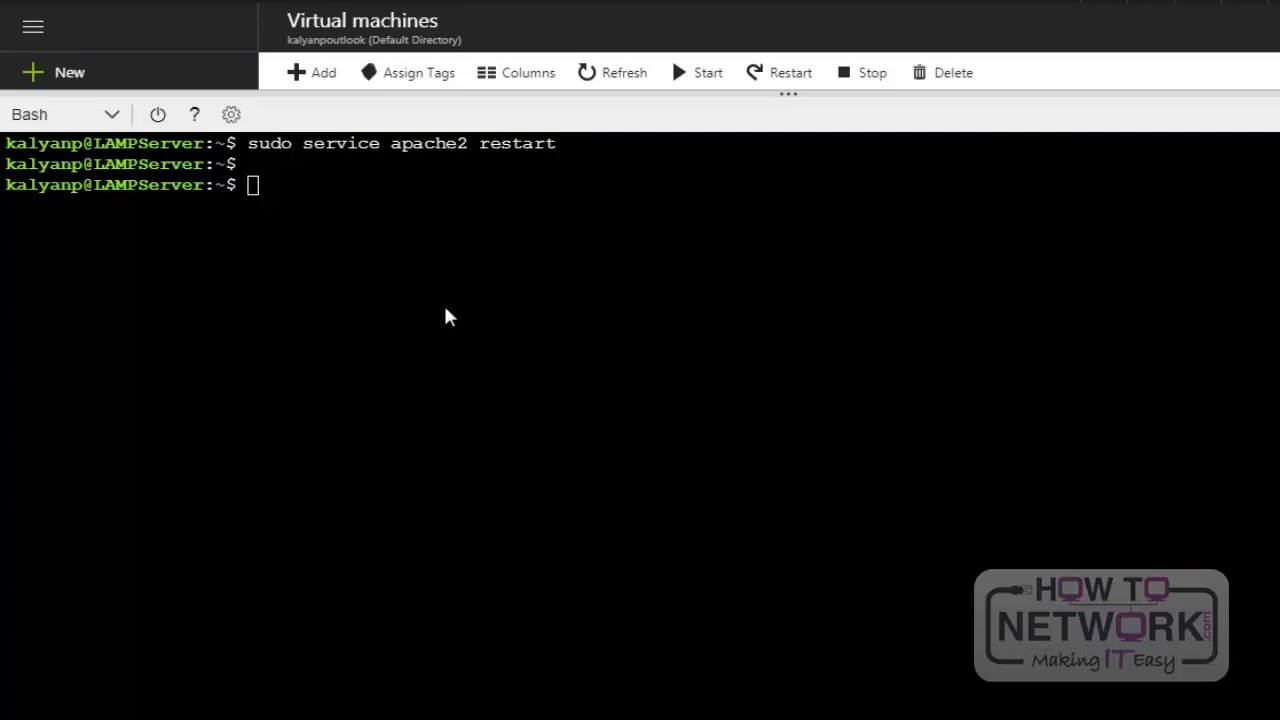 Virtual machines
kalyanpoutlook (Default Directory)
New
Add Assign Tags Columns Refresh Start Restart Stop Delete
Bash ?
kalyanp@LAMPServer:~$ sudo service apache2 restart
kalyanp@LAMPServer:~$
kalyanp@LAMPServer:~$
HOW TO
NETWORK.com
Making IT Easy